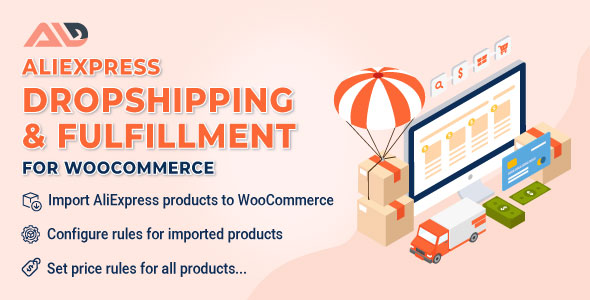 ALIEXPRESS
DROPSHIPPING
& FULFILLMENT
FOR WOOCOMMERCE
Import AliExpress products to WooCommerce
Configure rules for imported products
Set price rules for all products...